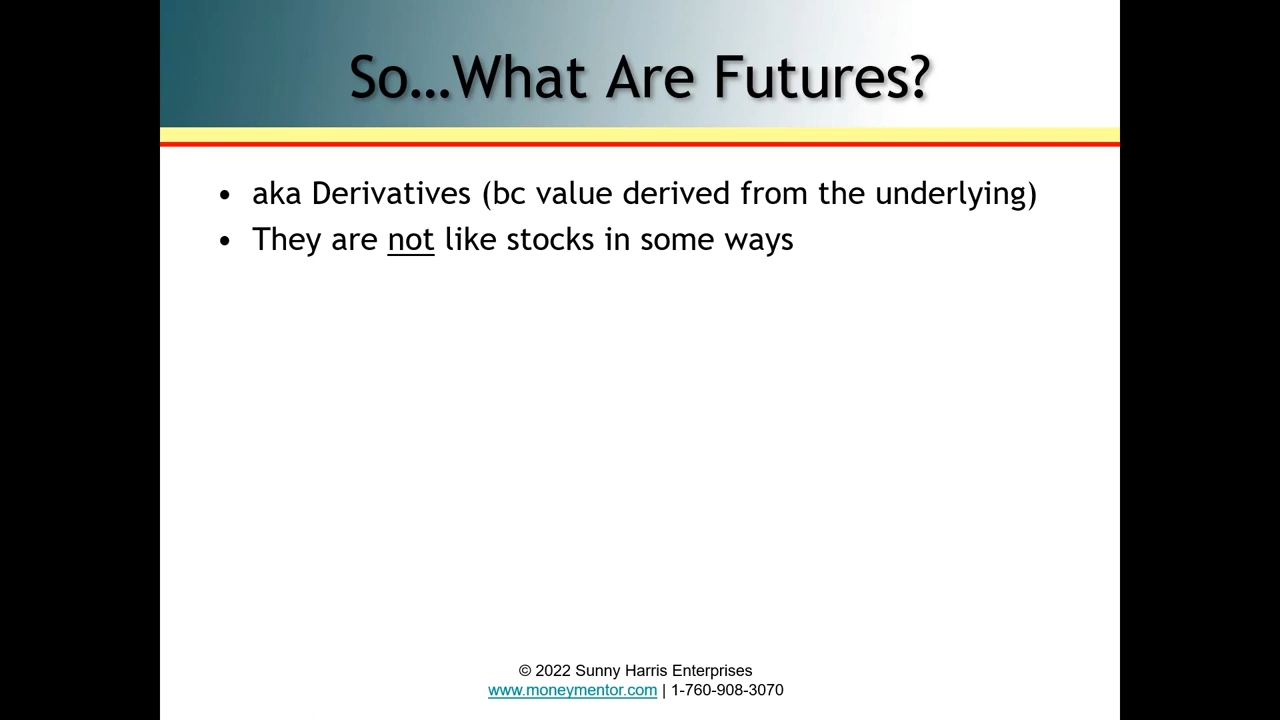 So...What Are Futures?
• aka Derivatives (bc value derived from the underlying)
• They are not like stocks in some ways
© 2022 Sunny Harris Enterprises
www.moneymentor.com | 1-760-908-3070